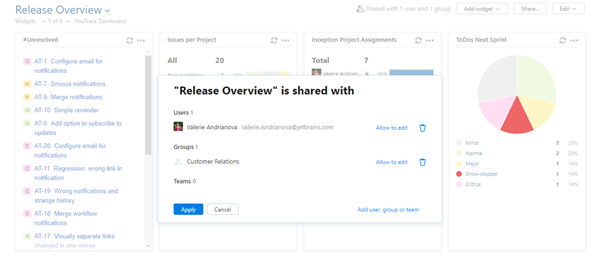 Release Overview
Shared with 1 user and 1 group
Add widget
Share...
Edit
Widgets
YouTrack Dashboard
#Unresolved
AT-1 Configure email for
notifications
AT-7 Snooze notifications
AT-9 Merge notifications
AT-10 Simple reminder
AT-6 Add option to subscribe to
updates
AT-20 Configure email for
notifications
AT-11 Regression: wrong link in
notification
AT-19 Wrong notifications and
strange history
AT-18 Merge workflow
notifications
AT-17 Visually separate links
changed in one merge
Issues per Project
All 20
Inception Project Assignments
Total 7
Valerie Andrian...
ToDos Next Sprint
Minor 2 29%
Normal 2 29%
Major 1 14%
Show-stopper 1 14%
Critical 1 14%
"Release Overview" is shared with
Users 1
Valerie Andrianova Valerie.Andrianova@jetbrains.com Allow to edit
Groups 1
Customer Relations Allow to edit
Teams 0
Apply
Cancel
Add user, group or team